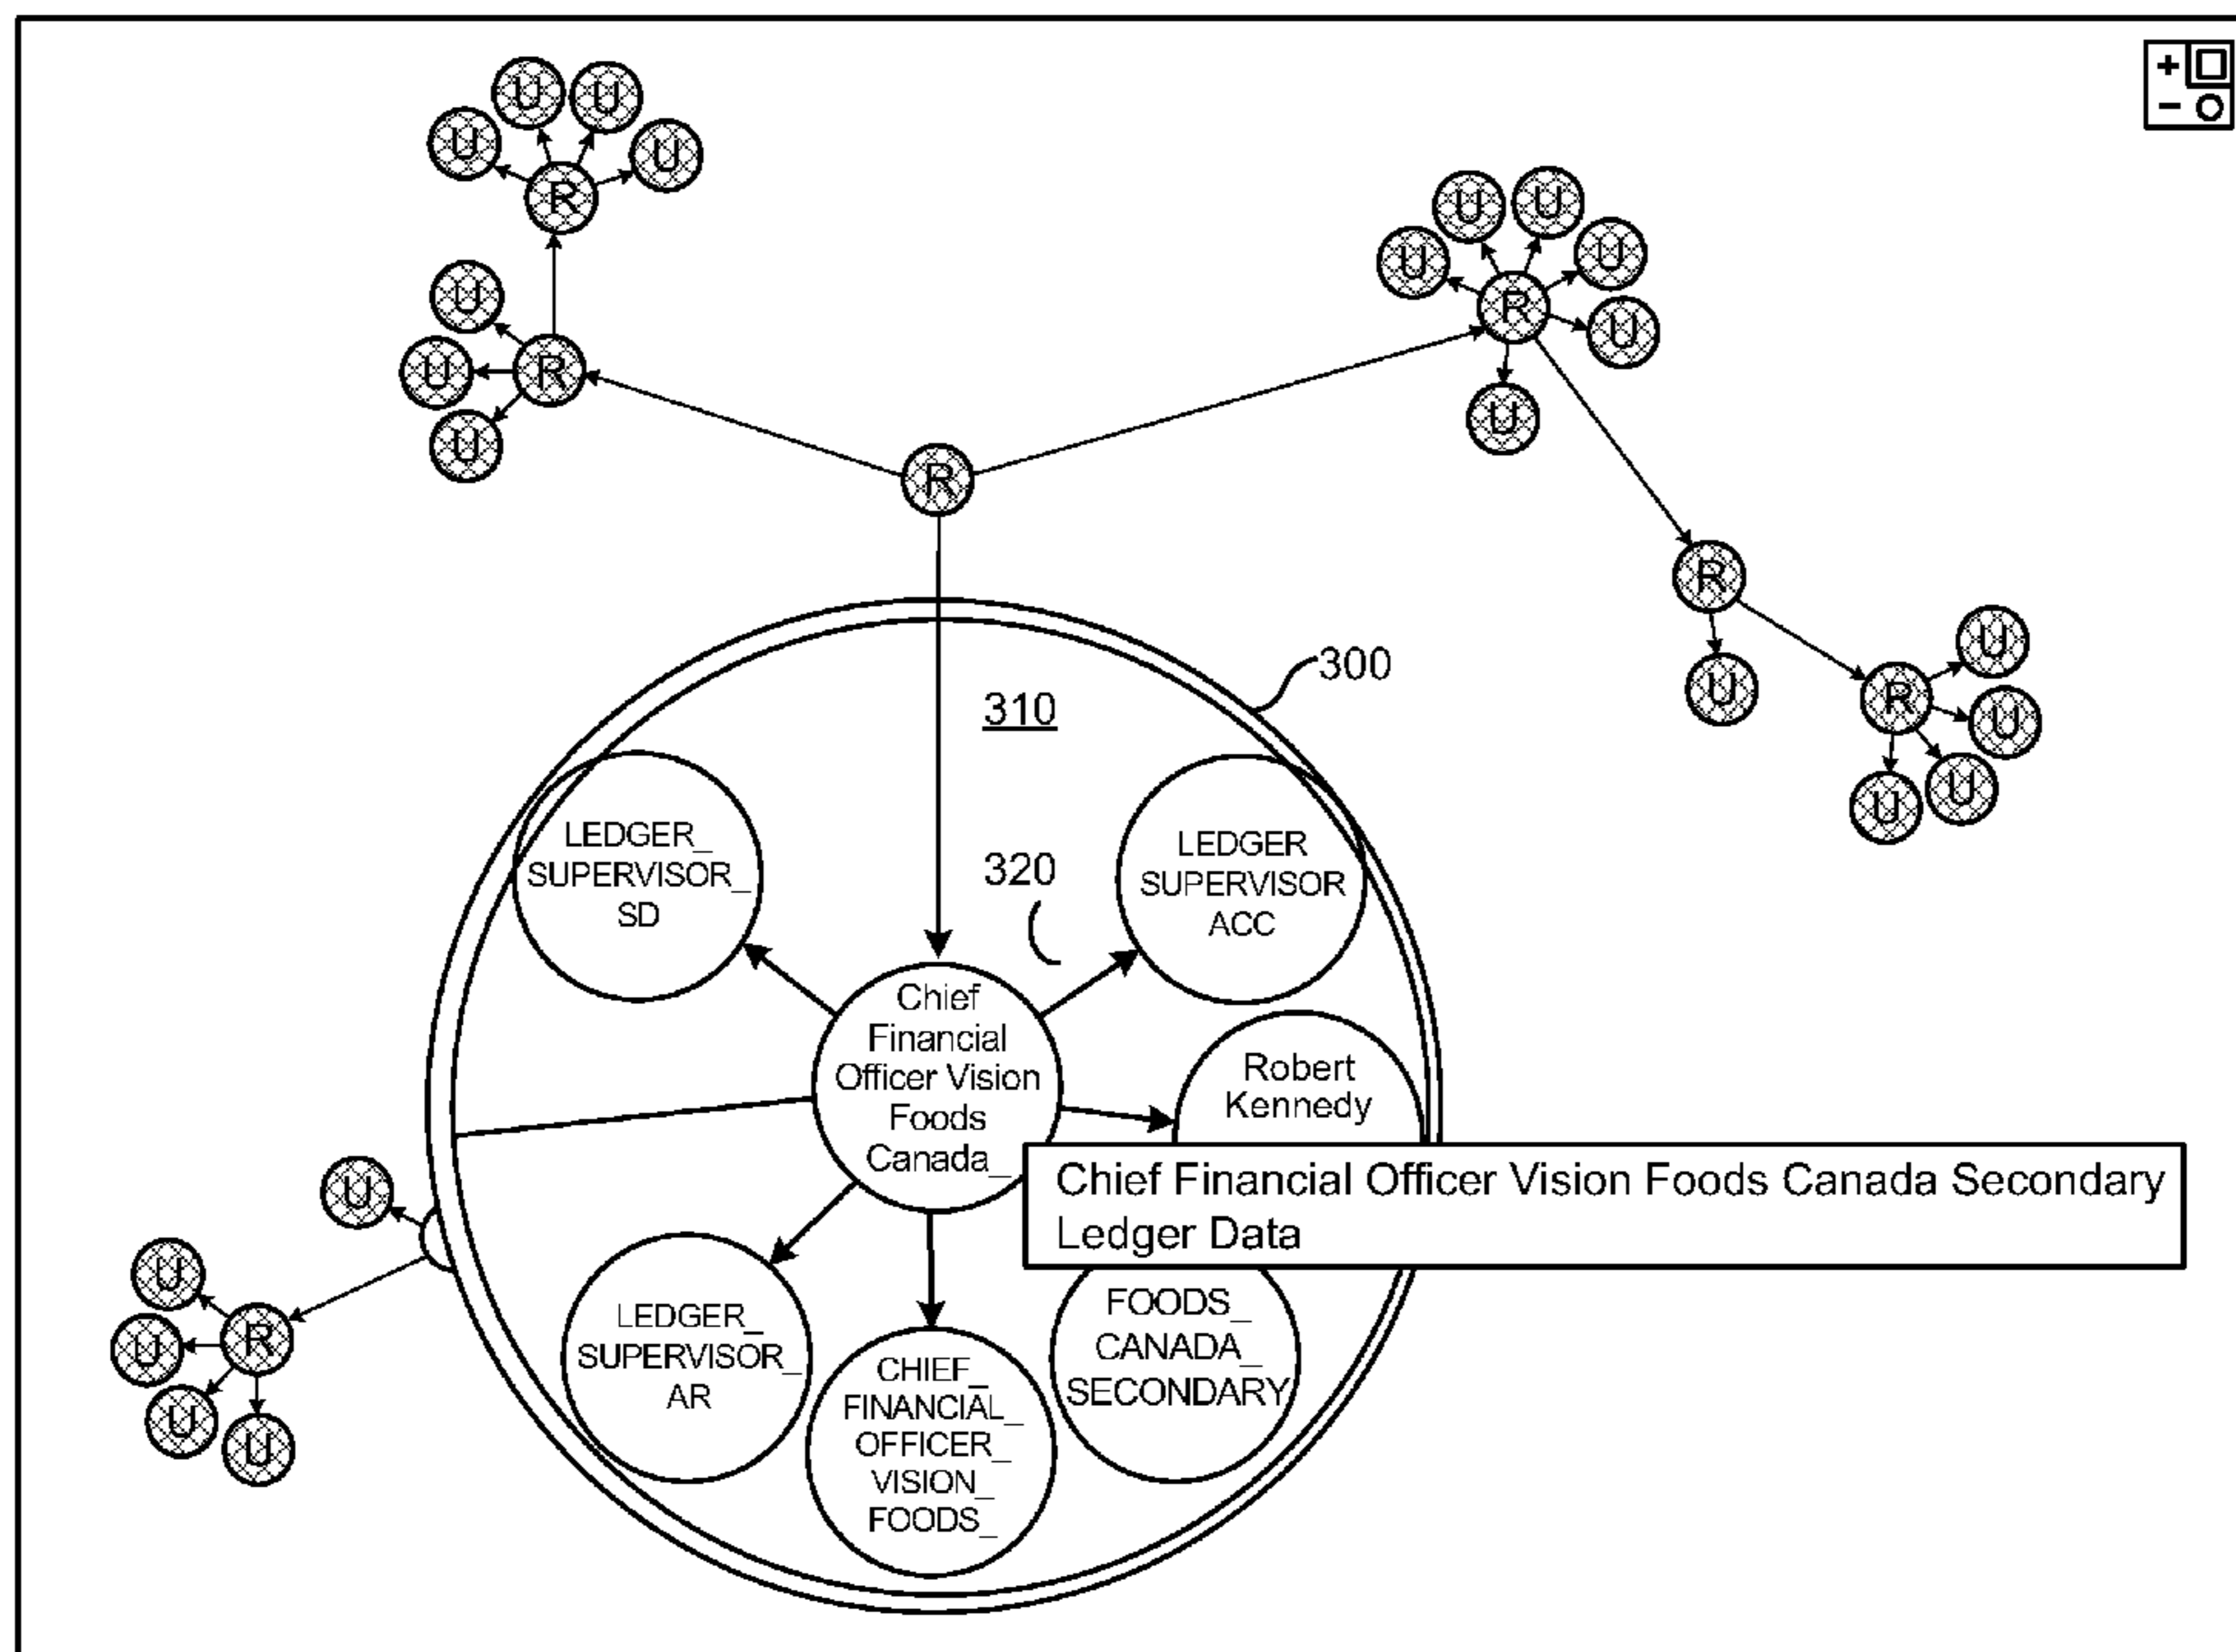 +
-
U U
U U
R
U U
U U
U
R
U
U
R
U
U
U
R
U
R
R
U
U
U
R
U
U
U
300
310
LEDGER_
SUPERVISOR_
SD
320
LEDGER
SUPERVISOR
ACC
Chief
Financial
Officer Vision
Foods
Canada_
Robert
Kennedy
Chief Financial Officer Vision Foods Canada Secondary
Ledger Data
U
U
R
U
U
U
LEDGER_
SUPERVISOR_
AR
CHIEF_
FINANCIAL_
OFFICER_
VISION_
FOODS_
FOODS_
CANADA_
SECONDARY